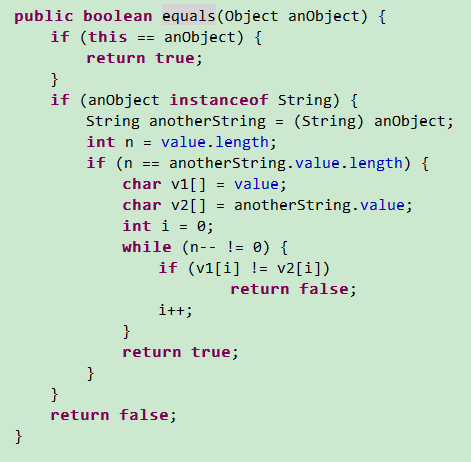 public boolean equals(Object anObject) {
    if (this == anObject) {
        return true;
    }
    if (anObject instanceof String) {
        String anotherString = (String) anObject;
        int n = value.length;
        if (n == anotherString.value.length) {
            char v1[] = value;
            char v2[] = anotherString.value;
            int i = 0;
            while (n-- != 0) {
                if (v1[i] != v2[i])
                        return false;
                i++;
            }
            return true;
        }
    }
    return false;
}